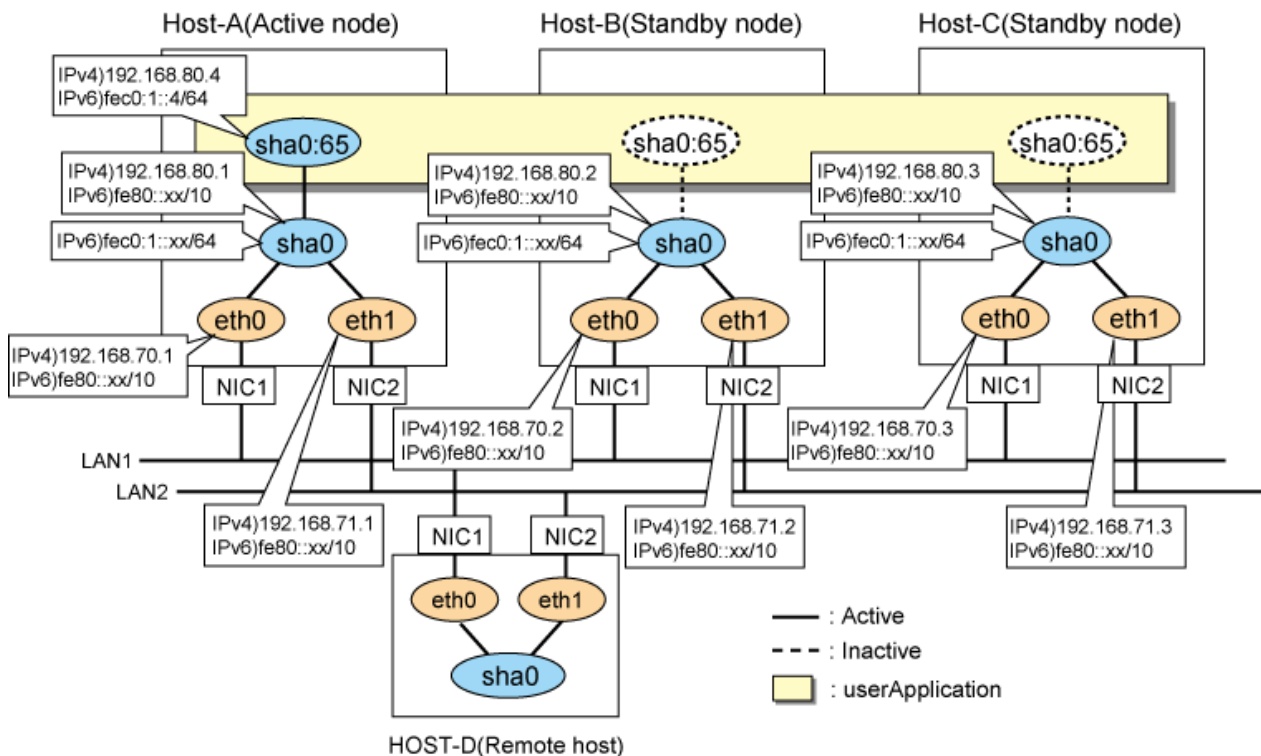 Host-A(Active node)
Host-B(Standby node)
Host-C(Standby node)
IPv4)192.168.80.4
IPv6)fec0:1::4/64
sha0:65
sha0:65
sha0:65
IPv4)192.168.80.1
IPv6)fe80::xx/10
IPv4)192.168.80.2
IPv6)fe80::xx/10
IPv4)192.168.80.3
IPv6)fe80::xx/10
IPv6)fec0:1::xx/64
sha0
IPv6)fec0:1::xx/64
sha0
IPv6)fec0:1::xx/64
sha0
eth0
eth1
eth0
eth1
eth0
eth1
IPv4)192.168.70.1
IPv6)fe80::xx/10
NIC1
NIC2
NIC1
NIC2
NIC1
NIC2
IPv4)192.168.70.2
IPv6)fe80::xx/10
IPv4)192.168.70.3
IPv6)fe80::xx/10
LAN1
LAN2
IPv4)192.168.71.1
IPv6)fe80::xx/10
NIC1
NIC2
IPv4)192.168.71.2
IPv6)fe80::xx/10
IPv4)192.168.71.3
IPv6)fe80::xx/10
eth0
eth1
sha0
: Active
: Inactive
: userApplication
HOST-D(Remote host)